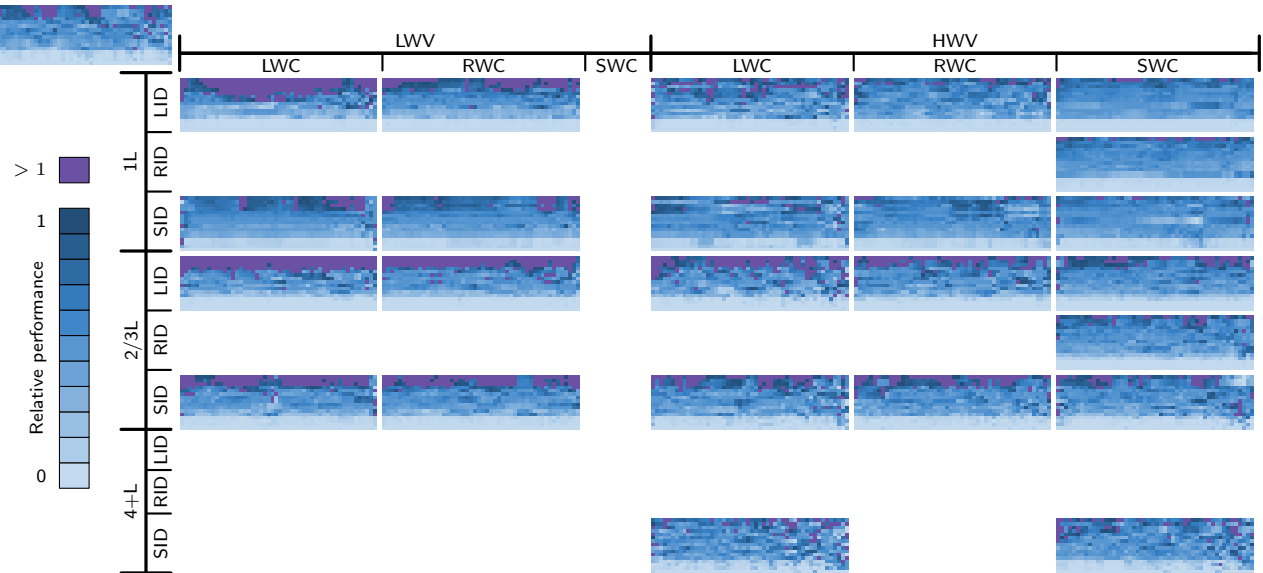 LWV HWV
LWC RWC SWC LWC RWC SWC
1L
LID
RID
SID
2/3L
LID
RID
SID
4+L
LID
RID
SID
> 1
1
Relative performance
0